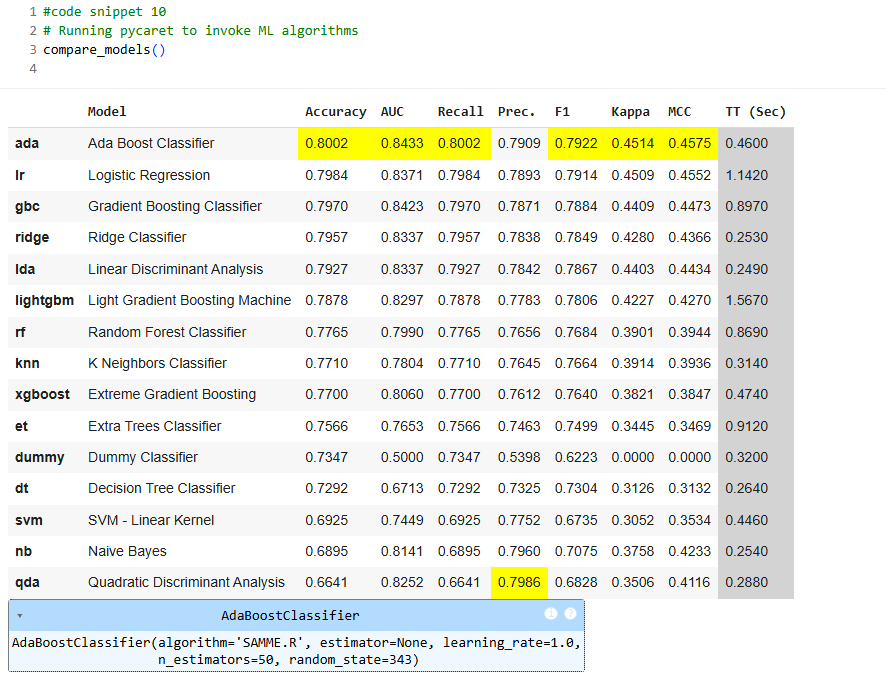 1 #code snippet 10
2 # Running pycaret to invoke ML algorithms
3 compare_models()
4
Model Accuracy AUC Recall Prec. F1 Kappa MCC TT (Sec)
ada Ada Boost Classifier 0.8002 0.8433 0.8002 0.7909 0.7922 0.4514 0.4575 0.4600
lr Logistic Regression 0.7984 0.8371 0.7984 0.7893 0.7914 0.4509 0.4552 1.1420
gbc Gradient Boosting Classifier 0.7970 0.8423 0.7970 0.7871 0.7884 0.4409 0.4473 0.8970
ridge Ridge Classifier 0.7957 0.8337 0.7957 0.7838 0.7849 0.4280 0.4366 0.2530
lda Linear Discriminant Analysis 0.7927 0.8337 0.7927 0.7842 0.7867 0.4403 0.4434 0.2490
lightgbm Light Gradient Boosting Machine 0.7878 0.8297 0.7878 0.7783 0.7806 0.4227 0.4270 1.5670
rf Random Forest Classifier 0.7765 0.7990 0.7765 0.7656 0.7684 0.3901 0.3944 0.8690
knn K Neighbors Classifier 0.7710 0.7804 0.7710 0.7645 0.7664 0.3914 0.3936 0.3140
xgboost Extreme Gradient Boosting 0.7700 0.8060 0.7700 0.7612 0.7640 0.3821 0.3847 0.4740
et Extra Trees Classifier 0.7566 0.7653 0.7566 0.7463 0.7499 0.3445 0.3469 0.9120
dummy Dummy Classifier 0.7347 0.5000 0.7347 0.5398 0.6223 0.0000 0.0000 0.3200
dt Decision Tree Classifier 0.7292 0.6713 0.7292 0.7325 0.7304 0.3126 0.3132 0.2640
svm SVM - Linear Kernel 0.6925 0.7449 0.6925 0.7752 0.6735 0.3052 0.3534 0.4460
nb Naive Bayes 0.6895 0.8141 0.6895 0.7960 0.7075 0.3758 0.4233 0.2540
qda Quadratic Discriminant Analysis 0.6641 0.8252 0.6641 0.7986 0.6828 0.3506 0.4116 0.2880
AdaBoostClassifier i ?
AdaBoostClassifier(algorithm='SAMME.R', estimator=None, learning_rate=1.0,
n_estimators=50, random_state=343)